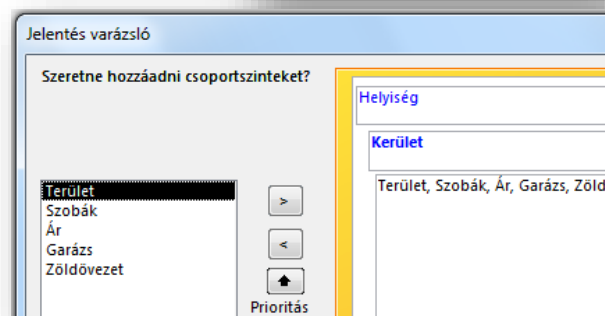 Jelentés varázsló
Szeretne hozzáadni csoportszinteket?
Helyiség
Kerület
Terület, Szobák, Ár, Garázs, Zöld
Terület
Szobák
Ár
Garázs
Zöldövezet
>
<
Prioritás